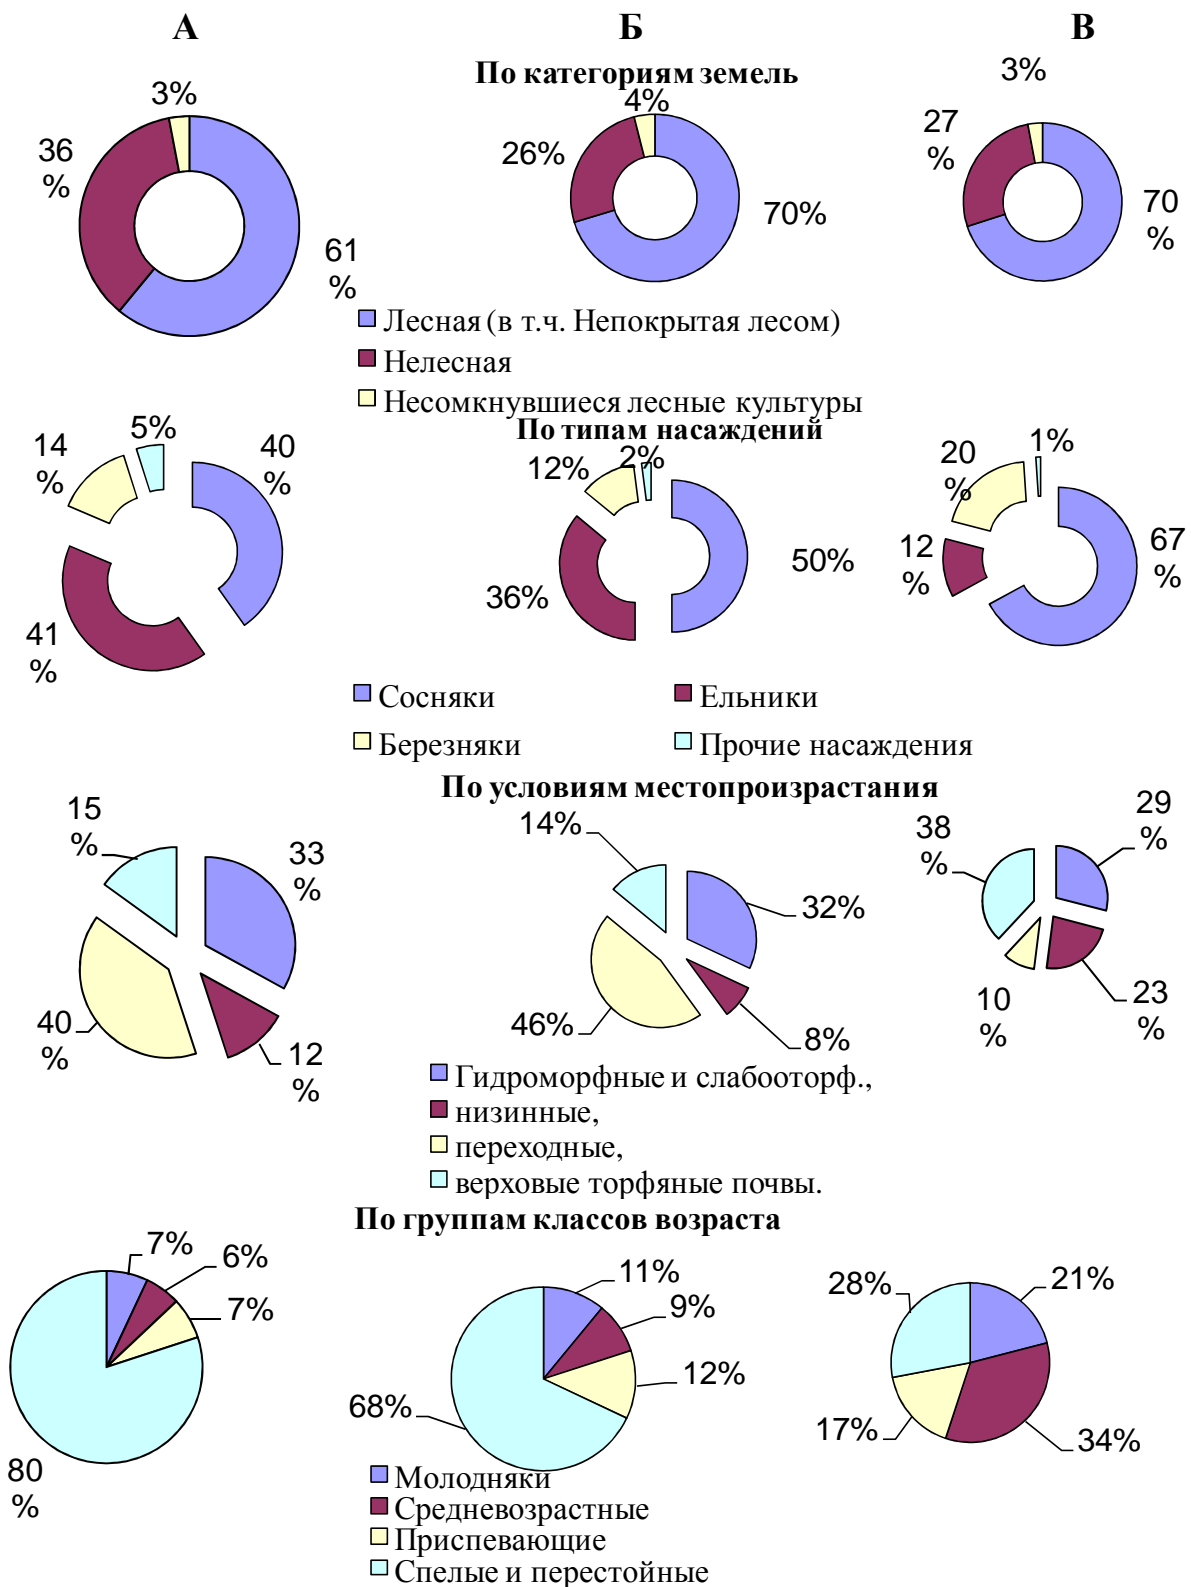 А Б В
По категориям земель
3% 4% 3%
36 % 26% 27 %
61 % 70% 70 %
Лесная (в т.ч. Непокрытая лесом)
Нелесная
Несомкнувшиеся лесные культуры
По типам насаждений
14 % 5% 40 % 12% 2% 20 % 1%
41 % 36% 50% 12 % 67 %
Сосняки Ельники
Березняки Прочие насаждения
По условиям местопроизрастания
15 % 33 % 14% 32% 38 % 29 %
40 % 12 % 46% 8% 10 % 23 %
Гидроморфные и слабооторф.,
низинные,
переходные,
верховые торфяные почвы.
По группам классов возраста
7% 6% 7% 11% 9% 12% 28% 21%
80 % 68% 17% 34%
Молодняки
Средневозрастные
Приспевающие
Спелые и перестойные